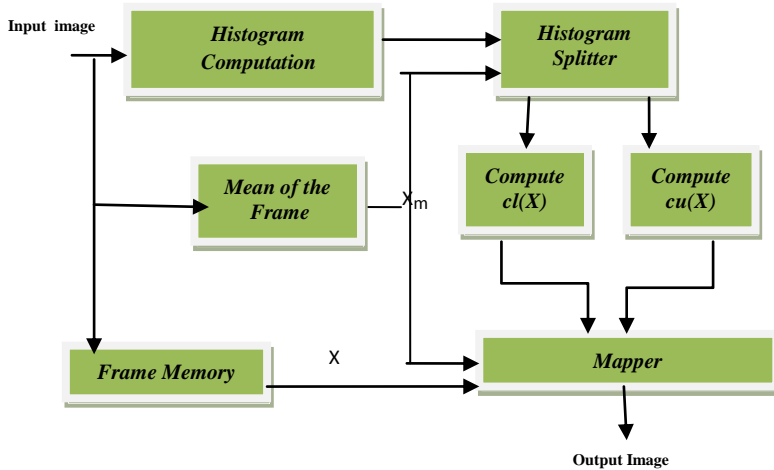 Input image
Histogram
Computation
Histogram
Splitter
Mean of the
Frame
Xm
Compute
cl(X)
Compute
cu(X)
Frame Memory
X
Mapper
Output Image